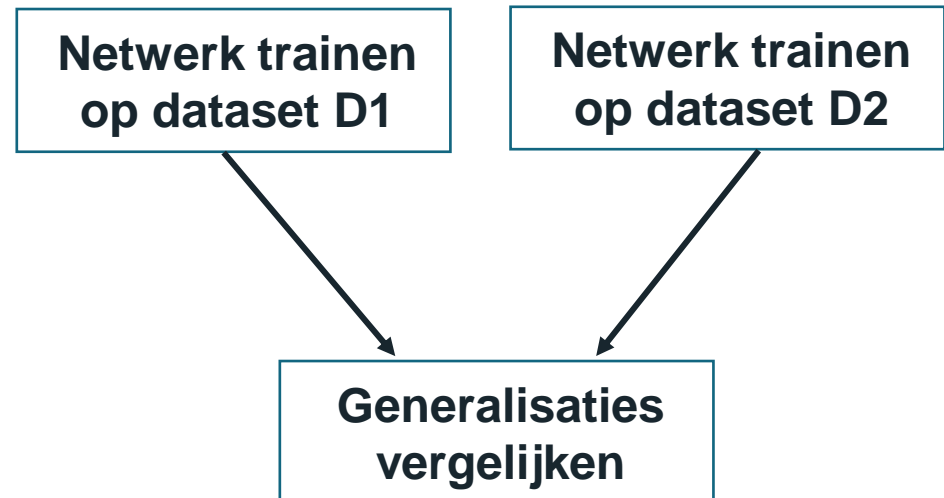 Netwerk trainen
op dataset D1
Netwerk trainen
op dataset D2
Generalisaties
vergelijken